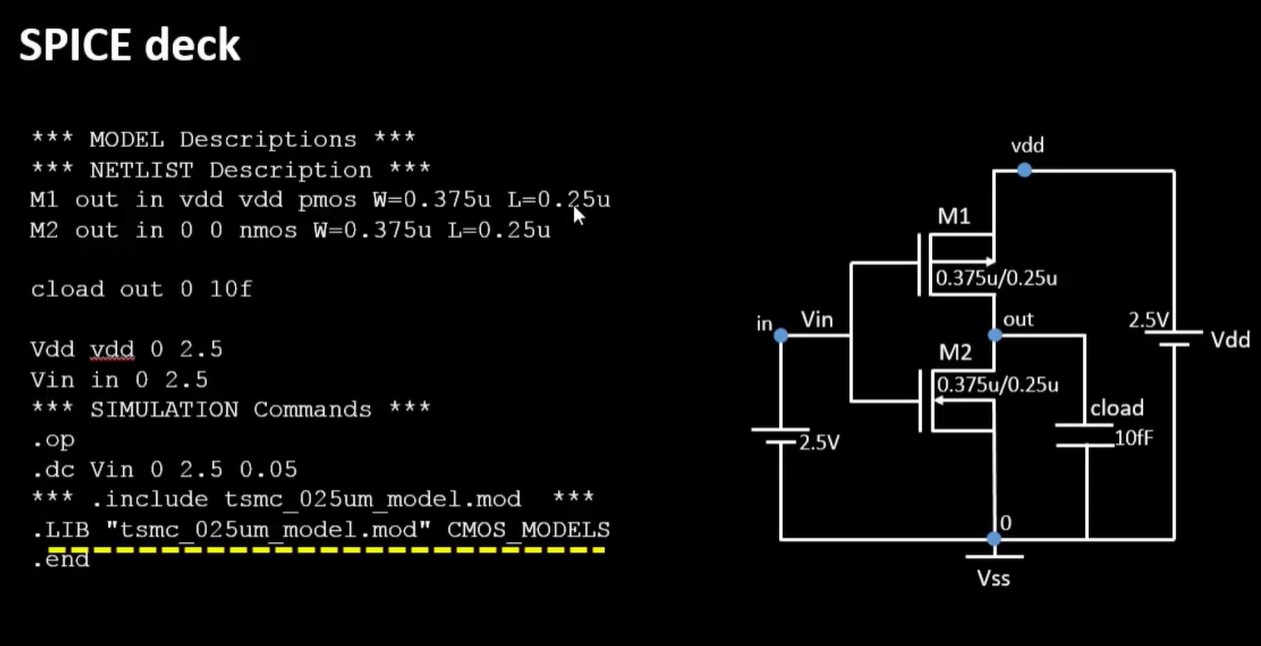 SPICE deck
*** MODEL Descriptions ***
*** NETLIST Description ***
M1 out in vdd vdd pmos W=0.375u L=0.25u
M2 out in 0 0 nmos W=0.375u L=0.25u
cload out 0 10f
Vdd vdd 0 2.5
Vin in 0 2.5
*** SIMULATION Commands ***
.op
.dc Vin 0 2.5 0.05
*** .include tsmc_025um_model.mod ***
.LIB "tsmc_025um_model.mod" CMOS_MODELS
.end
vdd
M1
0.375u/0.25u
in
Vin
out
2.5V
Vdd
M2
0.375u/0.25u
cload
10fF
2.5V
0
Vss